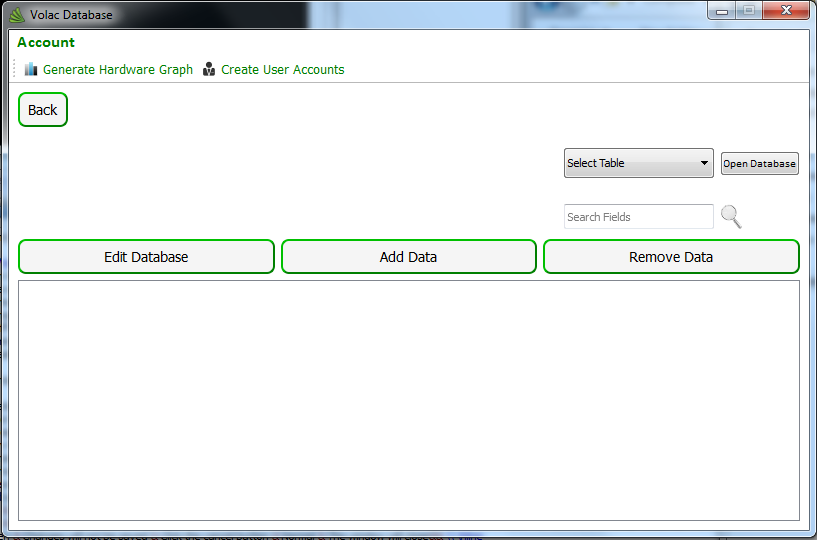 Volac Database
Account
Generate Hardware Graph Create User Accounts
Back
Select Table Open Database
Search Fields
Edit Database Add Data Remove Data